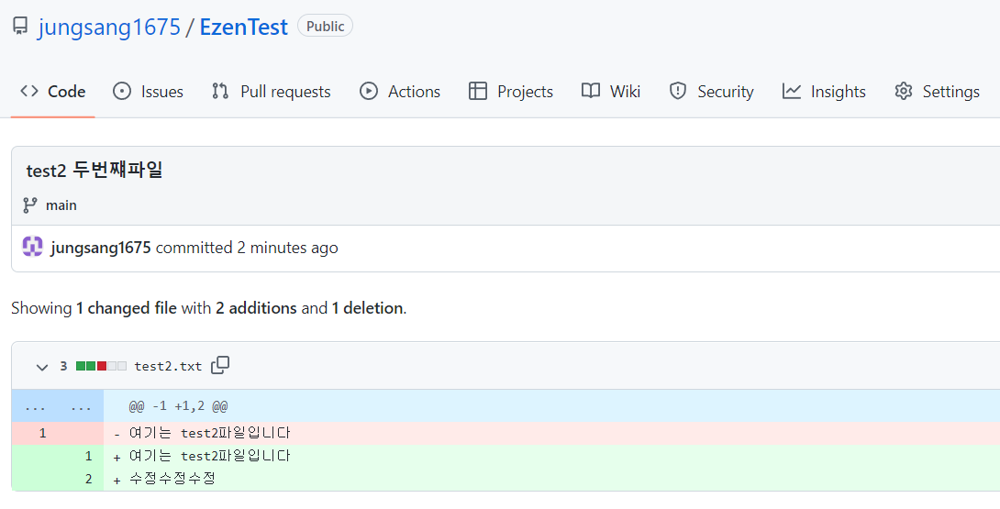 jungsang1675 / EzenTest Public
Code Issues Pull requests Actions Projects Wiki Security Insights Settings
test2 두번쨰파일
main
jungsang1675 committed 2 minutes ago
Showing 1 changed file with 2 additions and 1 deletion.
3 test2.txt
... ... @@ -1 +1,2 @@
1 - 여기는 test2파일입니다
1 + 여기는 test2파일입니다
2 + 수정수정수정